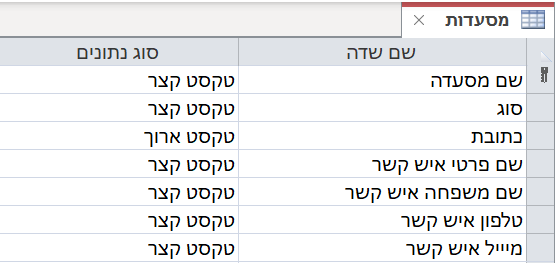 מסעדות
שם שדה סוג נתונים
שם מסעדה טקסט קצר
סוג טקסט קצר
כתובת טקסט ארוך
שם פרטי איש קשר טקסט קצר
שם משפחה איש קשר טקסט קצר
טלפון איש קשר טקסט קצר
מיייל איש קשר טקסט קצר